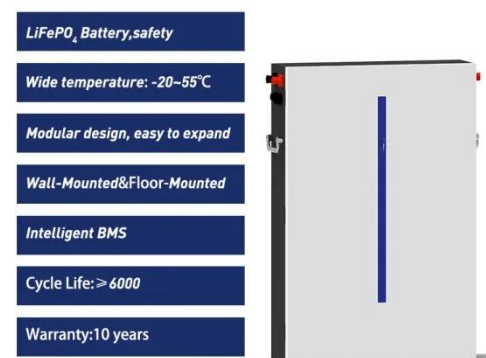 LiFePO₄ Battery,safety
Wide temperature: -20~55℃
Modular design, easy to expand
Wall-Mounted&Floor-Mounted
Intelligent BMS
Cycle Life:≥6000
Warranty:10 years